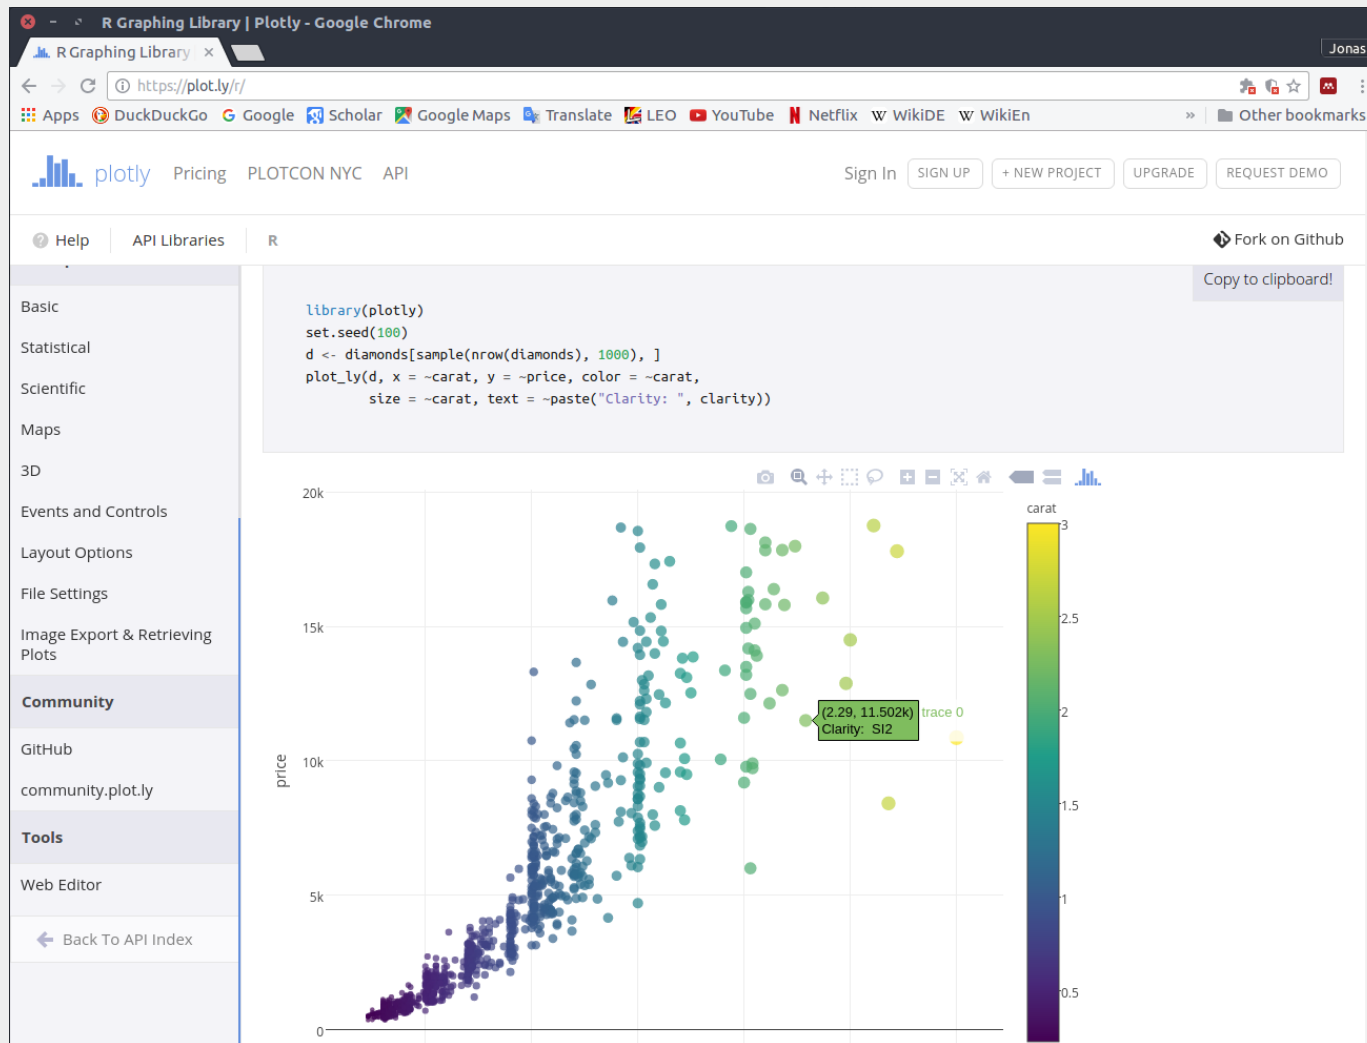 R Graphing Library | Plotly - Google Chrome
R Graphing Library
Jonas
https://plot.ly/r/
Apps DuckDuckGo Google Scholar Google Maps Translate LEO YouTube Netflix WikiDE WikiEn » Other bookmarks
plotly Pricing PLOTCON NYC API Sign In SIGN UP + NEW PROJECT UPGRADE REQUEST DEMO
Help API Libraries R Fork on Github
Basic
Statistical
Scientific
Maps
3D
Events and Controls
Layout Options
File Settings
Image Export & Retrieving
Plots
Community
GitHub
community.plot.ly
Tools
Web Editor
Back To API Index
Copy to clipboard!
library(plotly)
set.seed(100)
d <- diamonds[sample(nrow(diamonds), 1000), ]
plot_ly(d, x = ~carat, y = ~price, color = ~carat,
size = ~carat, text = ~paste("Clarity: ", clarity))
20k
15k
10k
5k
0
price
(2.29, 11.502k) trace 0
Clarity: SI2
carat
3
2.5
2
1.5
1
0.5